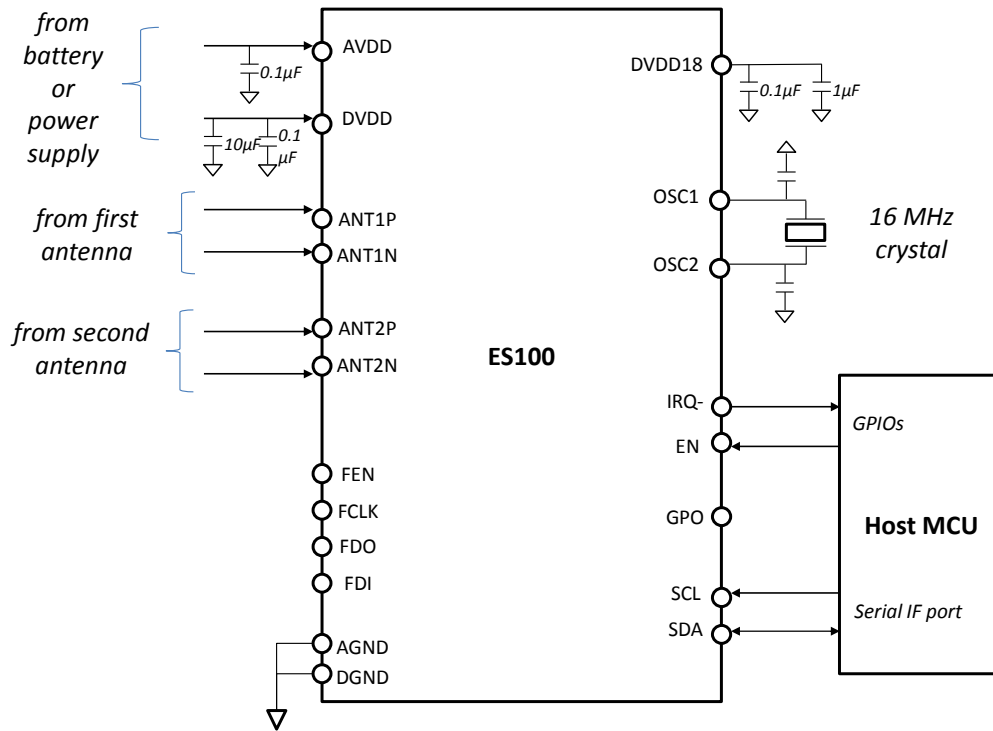 from
battery
or
power
supply
AVDD
0.1µF
DVDD
10µF
0.1
µF
from first
antenna
ANT1P
ANT1N
from second
antenna
ANT2P
ANT2N
FEN
FCLK
FDO
FDI
AGND
DGND
ES100
DVDD18
0.1µF
1µF
OSC1
OSC2
16 MHz
crystal
IRQ-
EN
GPO
SCL
SDA
GPIOs
Host MCU
Serial IF port